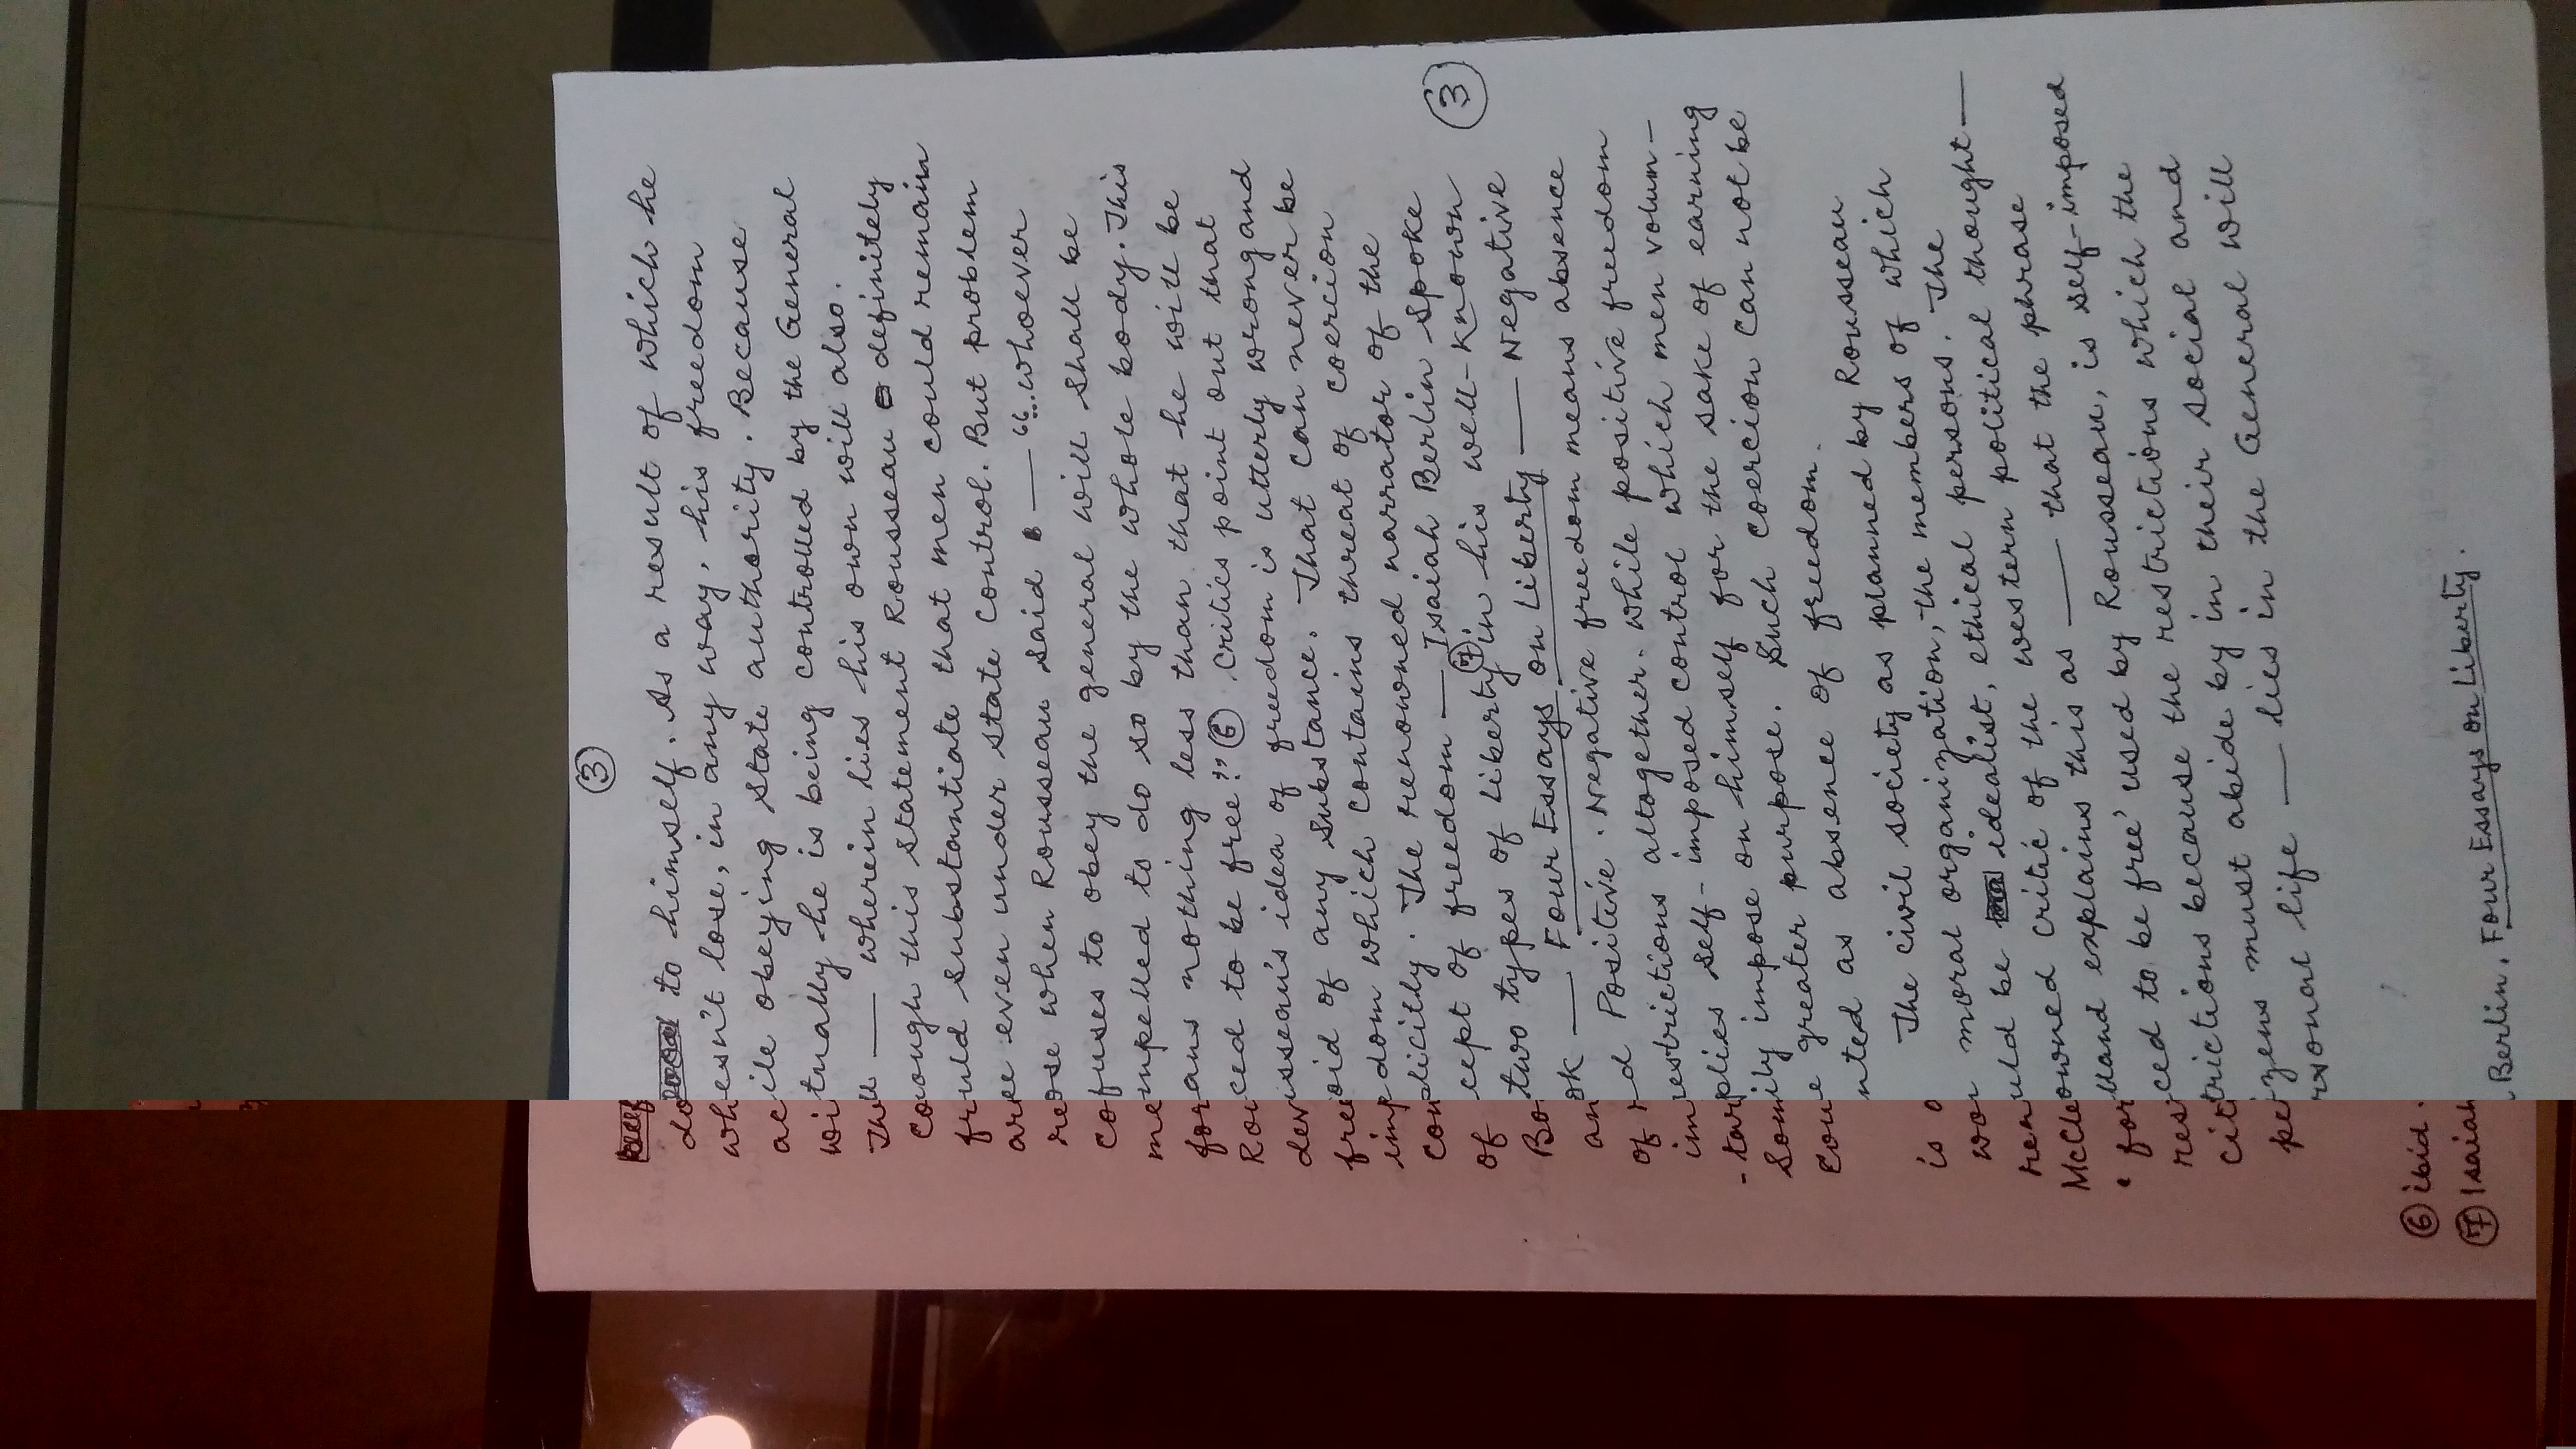 ③
to himself. As a result of which he
doesn't lose, in any way, his freedom
while obeying state authority. Because
actually he is being controlled by the General
will — wherein lies his own will also.
Through this statement Rousseau definitely
could substantiate that men could remain
free even under state control. But problem
arose when Rousseau said — "...whoever
refuses to obey the general will shall be
compelled to do so by the whole body. This
means nothing less than that he will be
forced to be free." ⑥ Critics point out that
Rousseau's idea of freedom is utterly wrong and
devoid of any substance. That can never be
freedom which contains threat of coercion
implicitly. The renowned narrator of the
concept of freedom — Isaiah Berlin spoke
of two types of liberty ⑦ in his well-known ③
Book — Four Essays on Liberty — Negative
and Positive. Negative freedom means absence
of restrictions altogether. while positive freedom
implies self-imposed control which men volun-
-tarily impose on himself for the sake of earning
Some greater purpose. Such coercion can not be
counted as absence of freedom.
The civil society as planned by Rousseau
is a moral organization, the members of which
would be idealist, ethical persons. The
renowned critic of the western political thought —
McClelland explains this as — that the phrase
'forced to be free' used by Rousseau, is self-imposed
restrictions because the restrictions which the
citizens must abide by in their social and
personal life — lies in the General will
⑥ ibid.
⑦ Isaiah Berlin, Four Essays on Liberty.